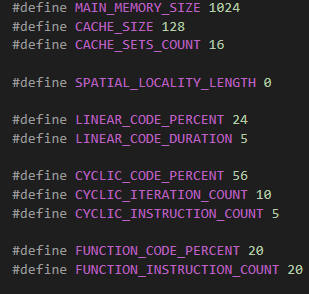 #define MAIN_MEMORY_SIZE 1024
#define CACHE_SIZE 128
#define CACHE_SETS_COUNT 16
#define SPATIAL_LOCALITY_LENGTH 0
#define LINEAR_CODE_PERCENT 24
#define LINEAR_CODE_DURATION 5
#define CYCLIC_CODE_PERCENT 56
#define CYCLIC_ITERATION_COUNT 10
#define CYCLIC_INSTRUCTION_COUNT 5
#define FUNCTION_CODE_PERCENT 20
#define FUNCTION_INSTRUCTION_COUNT 20